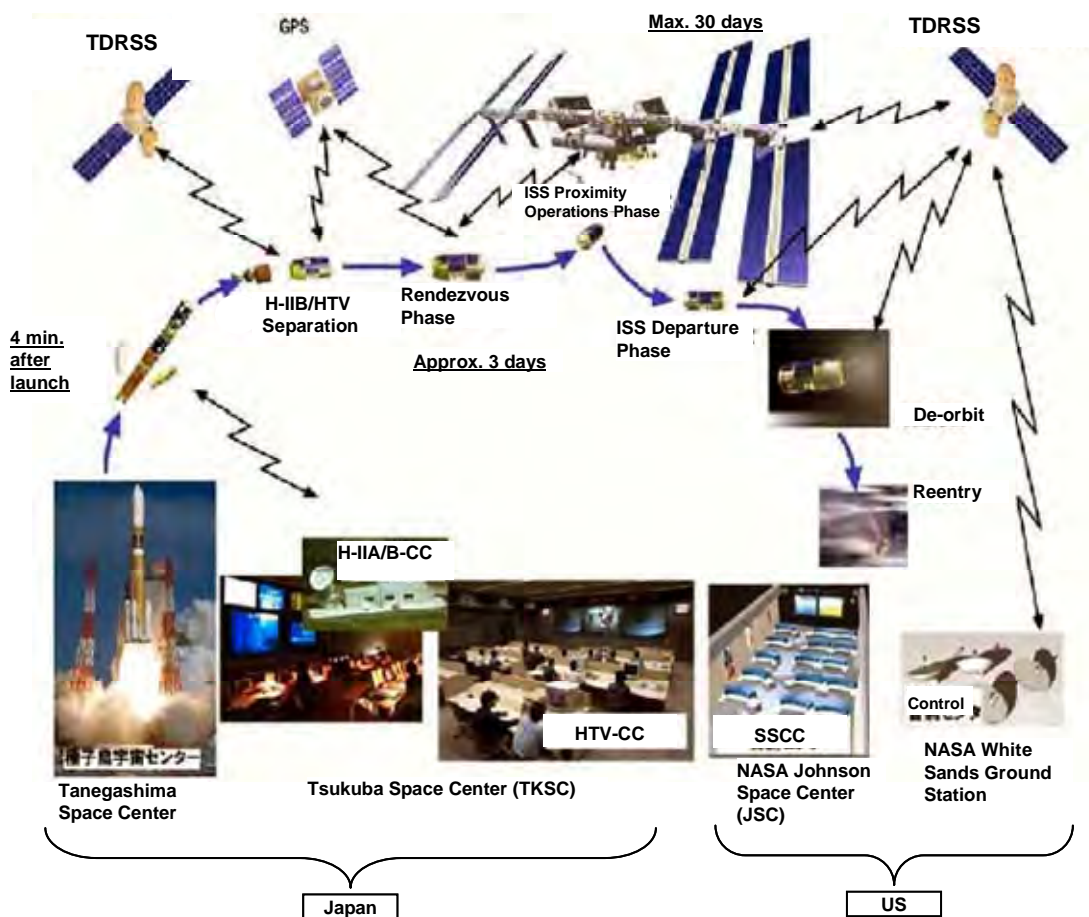 TDRSS
GPS
Max. 30 days
TDRSS
ISS Proximity
Operations Phase
H-IIB/HTV
Separation
Rendezvous
Phase
ISS Departure
Phase
4 min.
after
launch
Approx. 3 days
De-orbit
Reentry
H-IIA/B-CC
HTV-CC
SSCC
Control
種子島宇宙センター
Tanegashima
Space Center
Tsukuba Space Center (TKSC)
NASA Johnson
Space Center
(JSC)
NASA White
Sands Ground
Station
Japan
US